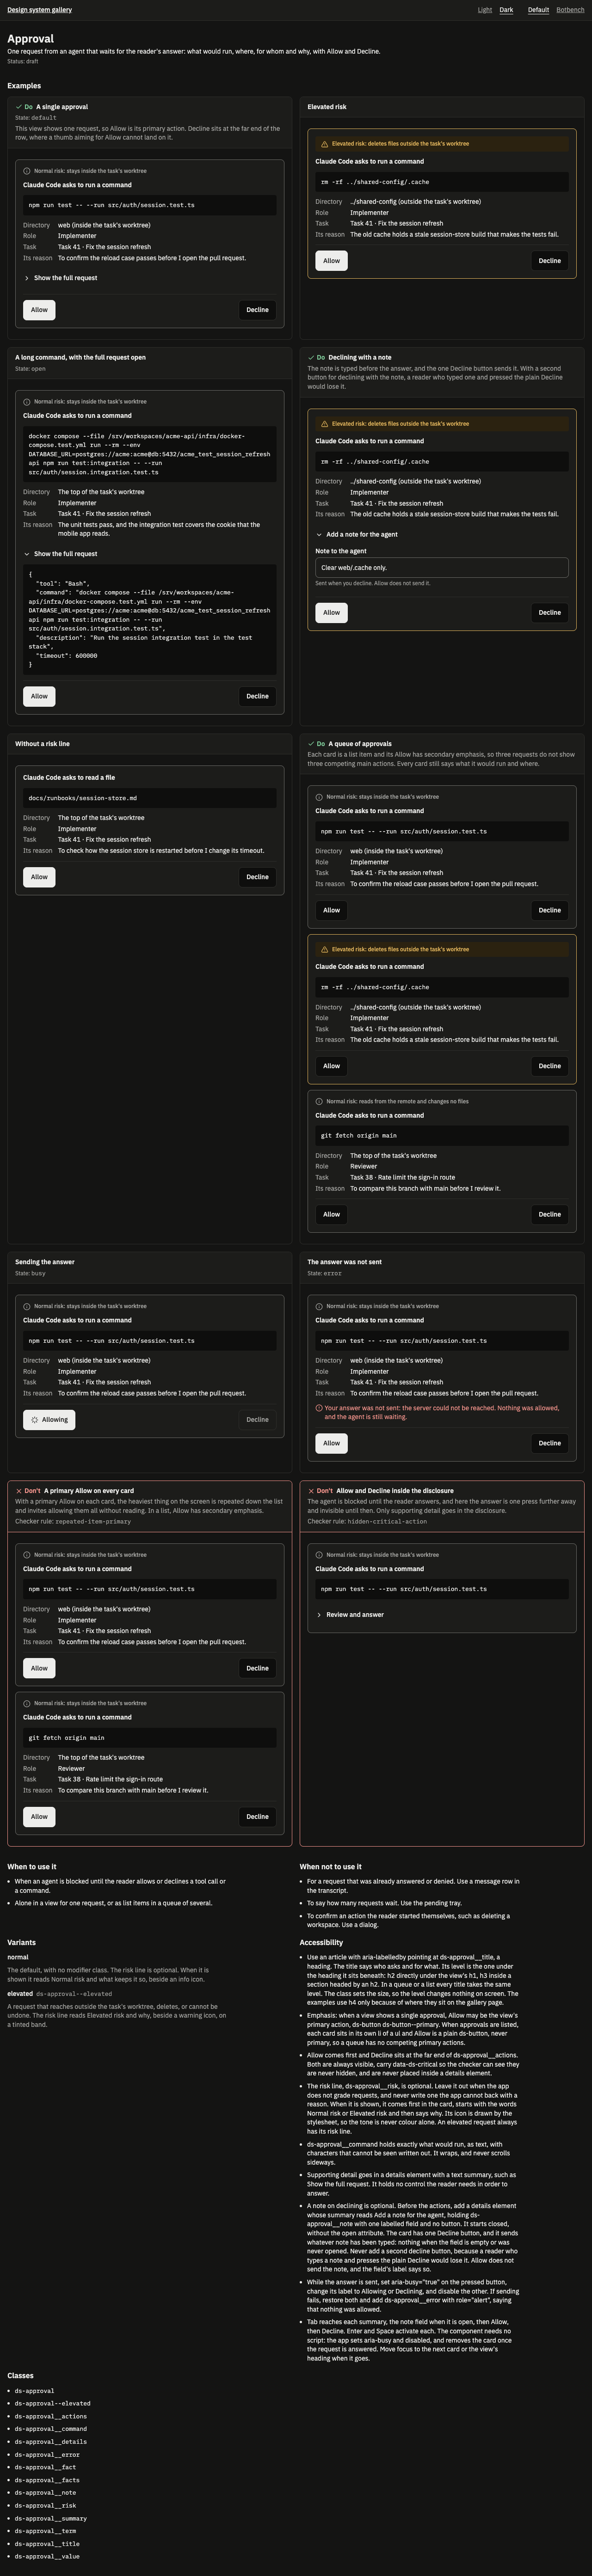 Design system gallery
Light Dark Default Botbench
Approval
One request from an agent that waits for the reader's answer: what would run, where, for whom and why, with Allow and Decline.
Status: draft
Examples
Do A single approval
State: default
This view shows one request, so Allow is its primary action. Decline sits at the far end of the
row, where a thumb aiming for Allow cannot land on it.
Normal risk: stays inside the task's worktree
Claude Code asks to run a command
npm run test -- --run src/auth/session.test.ts
Directory web (inside the task's worktree)
Role Implementer
Task Task 41 · Fix the session refresh
Its reason To confirm the reload case passes before I open the pull request.
Show the full request
Allow Decline
Elevated risk
Elevated risk: deletes files outside the task's worktree
Claude Code asks to run a command
rm -rf ../shared-config/.cache
Directory ../shared-config (outside the task's worktree)
Role Implementer
Task Task 41 · Fix the session refresh
Its reason The old cache holds a stale session-store build that makes the tests fail.
Allow Decline
A long command, with the full request open
State: open
Normal risk: stays inside the task's worktree
Claude Code asks to run a command
docker compose --file /srv/workspaces/acme-api/infra/docker-
compose.test.yml run --rm --env
DATABASE_URL=postgres://acme:acme@db:5432/acme_test_session_refresh
api npm run test:integration -- --run
src/auth/session.integration.test.ts
Directory The top of the task's worktree
Role Implementer
Task Task 41 · Fix the session refresh
Its reason The unit tests pass, and the integration test covers the cookie that the
mobile app reads.
Show the full request
{
"tool": "Bash",
"command": "docker compose --file /srv/workspaces/acme-
api/infra/docker-compose.test.yml run --rm --env
DATABASE_URL=postgres://acme:acme@db:5432/acme_test_session_refresh
api npm run test:integration -- --run
src/auth/session.integration.test.ts",
"description": "Run the session integration test in the test
stack",
"timeout": 600000
}
Allow Decline
Do Declining with a note
The note is typed before the answer, and the one Decline button sends it. With a second
button for declining with the note, a reader who typed one and pressed the plain Decline
would lose it.
Elevated risk: deletes files outside the task's worktree
Claude Code asks to run a command
rm -rf ../shared-config/.cache
Directory ../shared-config (outside the task's worktree)
Role Implementer
Task Task 41 · Fix the session refresh
Its reason The old cache holds a stale session-store build that makes the tests fail.
Add a note for the agent
Note to the agent
Clear web/.cache only.
Sent when you decline. Allow does not send it.
Allow Decline
Without a risk line
Claude Code asks to read a file
docs/runbooks/session-store.md
Directory The top of the task's worktree
Role Implementer
Task Task 41 · Fix the session refresh
Its reason To check how the session store is restarted before I change its timeout.
Allow Decline
Do A queue of approvals
Each card is a list item and its Allow has secondary emphasis, so three requests do not show
three competing main actions. Every card still says what it would run and where.
Normal risk: stays inside the task's worktree
Claude Code asks to run a command
npm run test -- --run src/auth/session.test.ts
Directory web (inside the task's worktree)
Role Implementer
Task Task 41 · Fix the session refresh
Its reason To confirm the reload case passes before I open the pull request.
Allow Decline
Elevated risk: deletes files outside the task's worktree
Claude Code asks to run a command
rm -rf ../shared-config/.cache
Directory ../shared-config (outside the task's worktree)
Role Implementer
Task Task 41 · Fix the session refresh
Its reason The old cache holds a stale session-store build that makes the tests fail.
Allow Decline
Normal risk: reads from the remote and changes no files
Claude Code asks to run a command
git fetch origin main
Directory The top of the task's worktree
Role Reviewer
Task Task 38 · Rate limit the sign-in route
Its reason To compare this branch with main before I review it.
Allow Decline
Sending the answer
State: busy
Normal risk: stays inside the task's worktree
Claude Code asks to run a command
npm run test -- --run src/auth/session.test.ts
Directory web (inside the task's worktree)
Role Implementer
Task Task 41 · Fix the session refresh
Its reason To confirm the reload case passes before I open the pull request.
Allowing Decline
The answer was not sent
State: error
Normal risk: stays inside the task's worktree
Claude Code asks to run a command
npm run test -- --run src/auth/session.test.ts
Directory web (inside the task's worktree)
Role Implementer
Task Task 41 · Fix the session refresh
Its reason To confirm the reload case passes before I open the pull request.
Your answer was not sent: the server could not be reached. Nothing was allowed,
and the agent is still waiting.
Allow Decline
Don't A primary Allow on every card
With a primary Allow on each card, the heaviest thing on the screen is repeated down the list
and invites allowing them all without reading. In a list, Allow has secondary emphasis.
Checker rule: repeated-item-primary
Normal risk: stays inside the task's worktree
Claude Code asks to run a command
npm run test -- --run src/auth/session.test.ts
Directory web (inside the task's worktree)
Role Implementer
Task Task 41 · Fix the session refresh
Its reason To confirm the reload case passes before I open the pull request.
Allow Decline
Normal risk: stays inside the task's worktree
Claude Code asks to run a command
git fetch origin main
Directory The top of the task's worktree
Role Reviewer
Task Task 38 · Rate limit the sign-in route
Its reason To compare this branch with main before I review it.
Allow Decline
Don't Allow and Decline inside the disclosure
The agent is blocked until the reader answers, and here the answer is one press further away
and invisible until then. Only supporting detail goes in the disclosure.
Checker rule: hidden-critical-action
Normal risk: stays inside the task's worktree
Claude Code asks to run a command
npm run test -- --run src/auth/session.test.ts
Review and answer
When to use it
When an agent is blocked until the reader allows or declines a tool call or
a command.
Alone in a view for one request, or as list items in a queue of several.
When not to use it
For a request that was already answered or denied. Use a message row in
the transcript.
To say how many requests wait. Use the pending tray.
To confirm an action the reader started themselves, such as deleting a
workspace. Use a dialog.
Variants
normal
The default, with no modifier class. The risk line is optional. When it is
shown it reads Normal risk and what keeps it so, beside an info icon.
elevated ds-approval--elevated
A request that reaches outside the task's worktree, deletes, or cannot be
undone. The risk line reads Elevated risk and why, beside a warning icon, on
a tinted band.
Accessibility
Use an article with aria-labelledby pointing at ds-approval__title, a
heading. The title says who asks and for what. Its level is the one under
the heading it sits beneath: h2 directly under the view's h1, h3 inside a
section headed by an h2. In a queue or a list every title takes the same
level. The class sets the size, so the level changes nothing on screen. The
examples use h4 only because of where they sit on the gallery page.
Emphasis: when a view shows a single approval, Allow may be the view's
primary action, ds-button ds-button--primary. When approvals are listed,
each card sits in its own li of a ul and Allow is a plain ds-button, never
primary, so a queue has no competing primary actions.
Allow comes first and Decline sits at the far end of ds-approval__actions.
Both are always visible, carry data-ds-critical so the checker can see they
are never hidden, and are never placed inside a details element.
The risk line, ds-approval__risk, is optional. Leave it out when the app
does not grade requests, and never write one the app cannot back with a
reason. When it is shown, it comes first in the card, starts with the words
Normal risk or Elevated risk and then says why. Its icon is drawn by the
stylesheet, so the tone is never colour alone. An elevated request always
has its risk line.
ds-approval__command holds exactly what would run, as text, with
characters that cannot be seen written out. It wraps, and never scrolls
sideways.
Supporting detail goes in a details element with a text summary, such as
Show the full request. It holds no control the reader needs in order to
answer.
A note on declining is optional. Before the actions, add a details element
whose summary reads Add a note for the agent, holding ds-
approval__note with one labelled field and no button. It starts closed,
without the open attribute. The card has one Decline button, and it sends
whatever note has been typed: nothing when the field is empty or was
never opened. Never add a second decline button, because a reader who
types a note and presses the plain Decline would lose it. Allow does not
send the note, and the field's label says so.
While the answer is sent, set aria-busy="true" on the pressed button,
change its label to Allowing or Declining, and disable the other. If sending
fails, restore both and add ds-approval__error with role="alert", saying
that nothing was allowed.
Tab reaches each summary, the note field when it is open, then Allow,
then Decline. Enter and Space activate each. The component needs no
script: the app sets aria-busy and disabled, and removes the card once
the request is answered. Move focus to the next card or the view's
heading when it goes.
Classes
ds-approval
ds-approval--elevated
ds-approval__actions
ds-approval__command
ds-approval__details
ds-approval__error
ds-approval__fact
ds-approval__facts
ds-approval__note
ds-approval__risk
ds-approval__summary
ds-approval__term
ds-approval__title
ds-approval__value